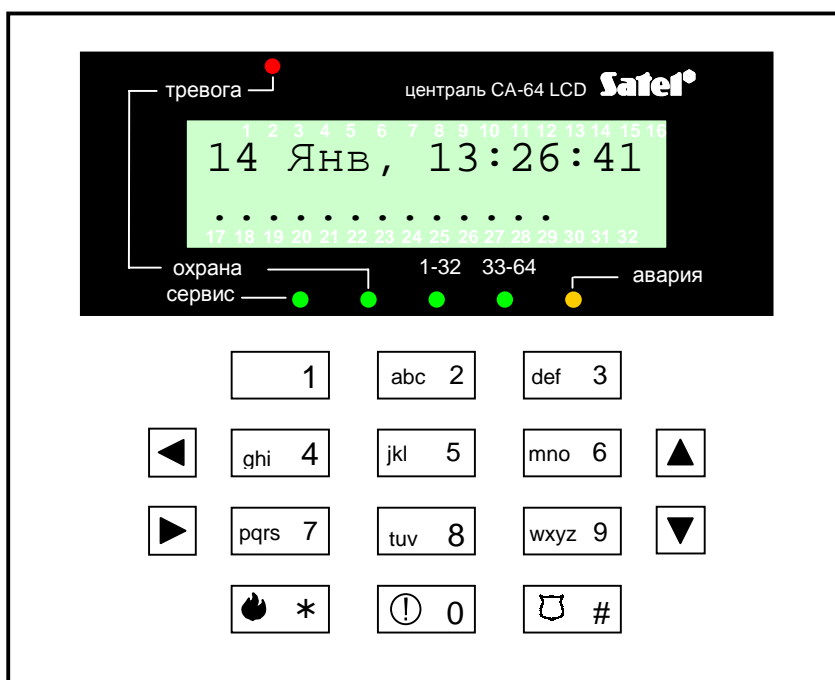 тревога
централь CA-64 LCD Satel
1 2 3 4 5 6 7 8 9 10 11 12 13 14 15 16
14 Янв, 13:26:41
.............
17 18 19 20 21 22 23 24 25 26 27 28 29 30 31 32
охрана 1-32 33-64 авария
сервис
1 abc 2 def 3
ghi 4 jkl 5 mno 6
pqrs 7 tuv 8 wxyz 9
* 0 #